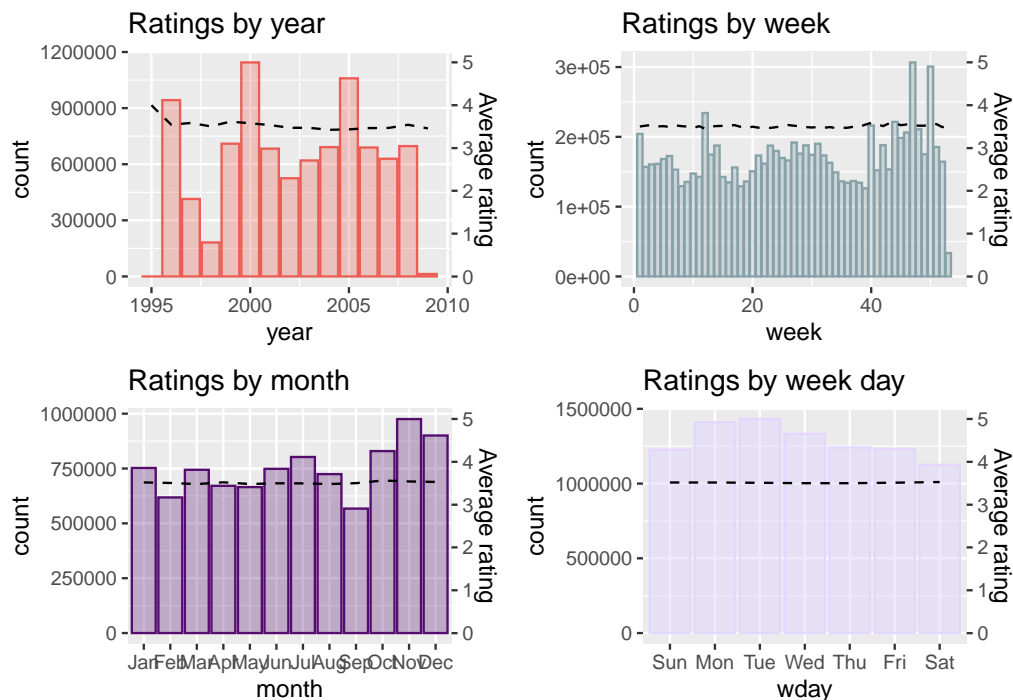 Ratings by year
1200000
900000
600000
300000
0
count
5
4
3
2
1
0
Average rating
1995 2000 2005 2010
year
Ratings by week
3e+05
2e+05
1e+05
0e+00
count
5
4
3
2
1
0
Average rating
0 20 40
week
Ratings by month
1000000
750000
500000
250000
0
count
5
4
3
2
1
0
Average rating
Jan Feb Mar Apr May Jun Jul Aug Sep Oct Nov Dec
month
Ratings by week day
1500000
1000000
500000
0
count
5
4
3
2
1
0
Average rating
Sun Mon Tue Wed Thu Fri Sat
wday